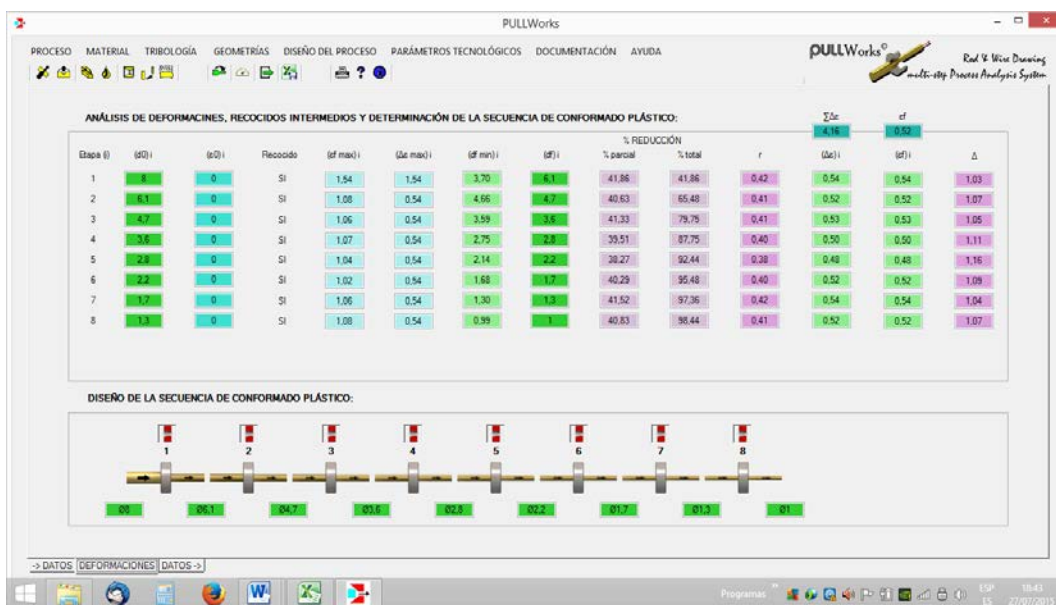 PULLWorks
PROCESO MATERIAL TRIBOLOGÍA GEOMETRÍAS DISEÑO DEL PROCESO PARÁMETROS TECNOLÓGICOS DOCUMENTACIÓN AYUDA
PULLWorks©
Rod & Wire Drawing
multi-step Process Analysis System
ANÁLISIS DE DEFORMACINES, RECOCIDOS INTERMEDIOS Y DETERMINACIÓN DE LA SECUENCIA DE CONFORMADO PLÁSTICO: ∑Δε εf
4,16 0,52
% REDUCCIÓN
Etapa (i) (d0) i (ε0) i Recocido (εf max) i (Δε max) i (df min) i (df) i % parcial % total r (Δε) i (εf) i Δ
1 8 0 SI 1,54 1,54 3,70 6,1 41,86 41,86 0,42 0,54 0,54 1,03
2 6,1 0 SI 1,08 0,54 4,66 4,7 40,63 65,48 0,41 0,52 0,52 1,07
3 4,7 0 SI 1,06 0,54 3,59 3,6 41,33 79,75 0,41 0,53 0,53 1,05
4 3,6 0 SI 1,07 0,54 2,75 2,8 39,51 87,75 0,40 0,50 0,50 1,11
5 2,8 0 SI 1,04 0,54 2,14 2,2 38,27 92,44 0,38 0,48 0,48 1,16
6 2,2 0 SI 1,02 0,54 1,68 1,7 40,29 95,48 0,40 0,52 0,52 1,09
7 1,7 0 SI 1,06 0,54 1,30 1,3 41,52 97,36 0,42 0,54 0,54 1,04
8 1,3 0 SI 1,08 0,54 0,99 1 40,83 98,44 0,41 0,52 0,52 1,07
DISEÑO DE LA SECUENCIA DE CONFORMADO PLÁSTICO:
1 2 3 4 5 6 7 8
Ø8 Ø6,1 Ø4,7 Ø3,6 Ø2,8 Ø2,2 Ø1,7 Ø1,3 Ø1
-> DATOS DEFORMACIONES DATOS ->
Programas ESP 18:43
ES 27/07/2015